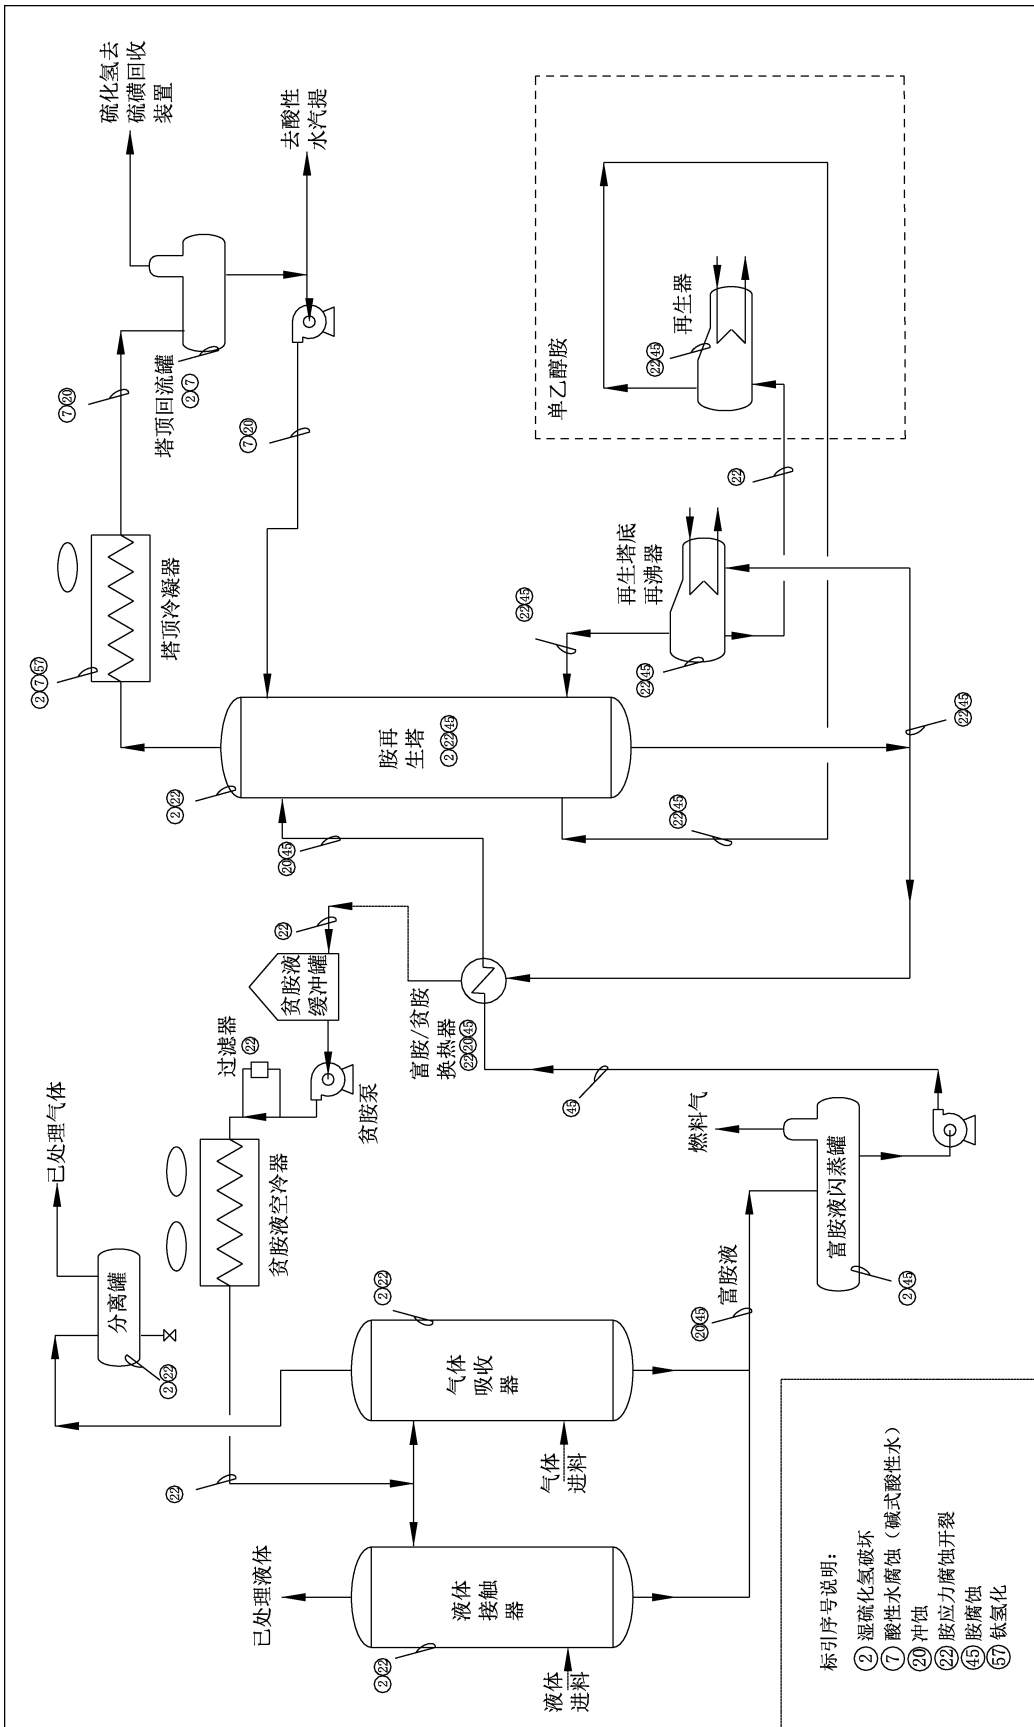 已处理液体
液体
接触
器
②㉒
液体
进料
㉒
气体
吸收
器
②㉒
气体
进料
已处理气体
分离罐
②㉒
贫胺液空冷器
过滤器
㉒
贫胺泵
贫胺液
缓冲罐
㉒
富胺/贫胺
换热器
㉒⑳㊺
㊺
富胺液
⑳㊺
燃料气
富胺液闪蒸罐
②㊺
⑳㊺
②㉒
胺再
生塔
②㉒㊺
㉒㊺
㉒㊺
㉒㊺
②⑦57
塔顶冷凝器
⑦⑳
塔顶回流罐
②⑦
⑦⑳
硫化氢去
硫磺回收
装置
去酸性
水汽提
再生塔底
再沸器
㉒㊺
㉒
单乙醇胺
再生器
㉒㊺
标引序号说明：
② 湿硫化氢破坏
⑦ 酸性水腐蚀（碱式酸性水）
⑳ 冲蚀
㉒ 胺应力腐蚀开裂
㊺ 胺腐蚀
57 钛氢化